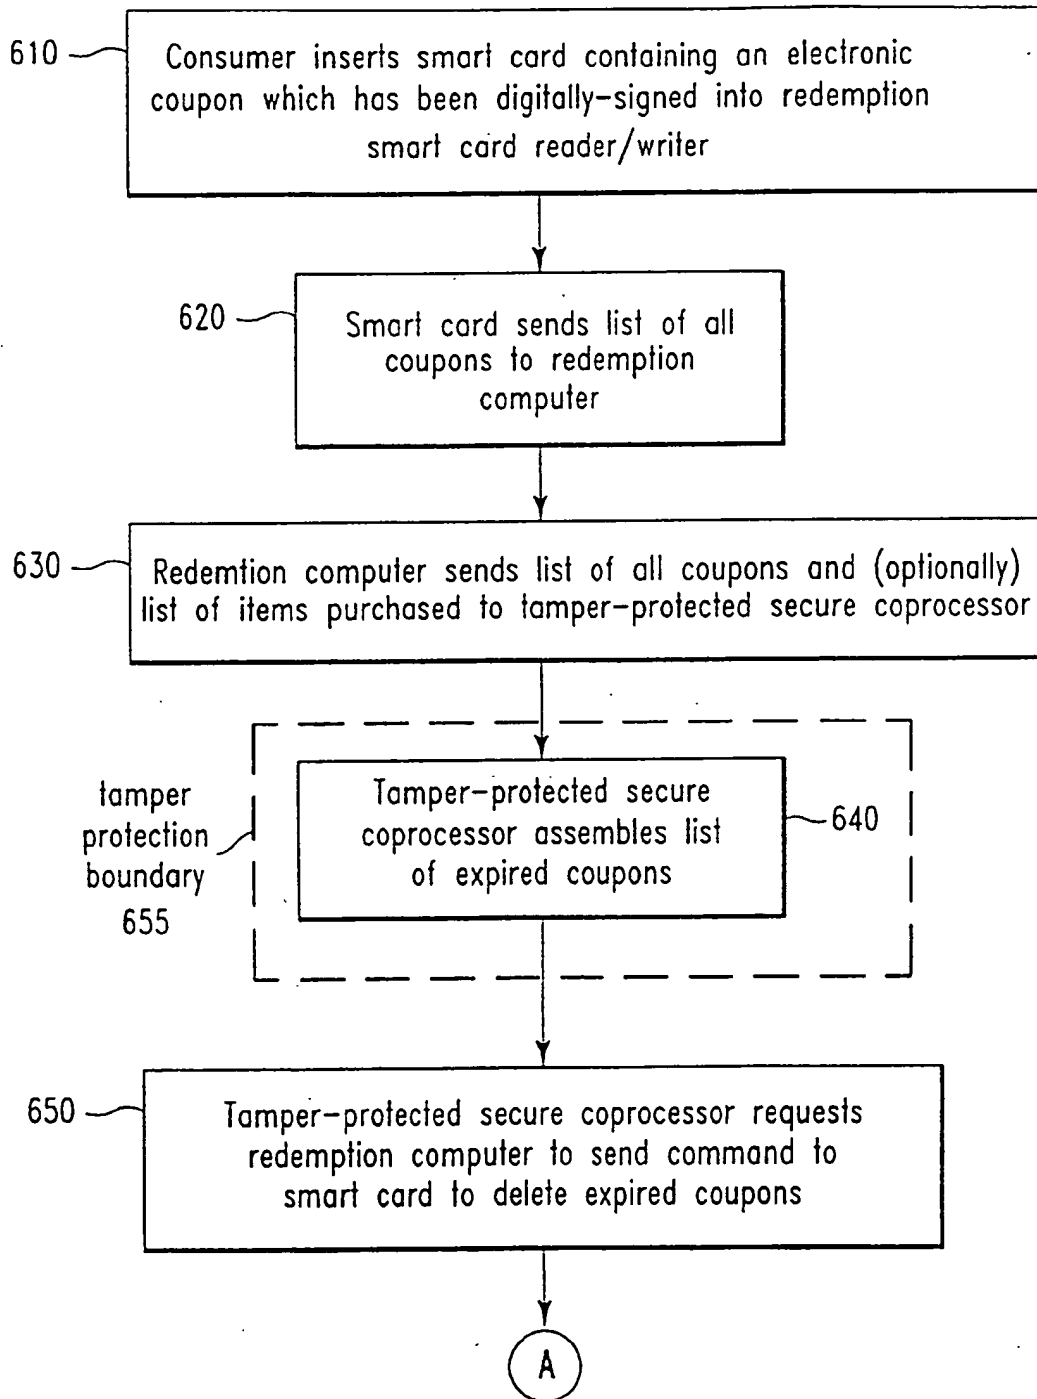 610
Consumer inserts smart card containing an electronic
coupon which has been digitally-signed into redemption
smart card reader/writer
620
Smart card sends list of all
coupons to redemption
computer
630
Redemtion computer sends list of all coupons and (optionally)
list of items purchased to tamper-protected secure coprocessor
tamper
protection
boundary
655
Tamper-protected secure
coprocessor assembles list
of expired coupons
640
650
Tamper-protected secure coprocessor requests
redemption computer to send command to
smart card to delete expired coupons
A